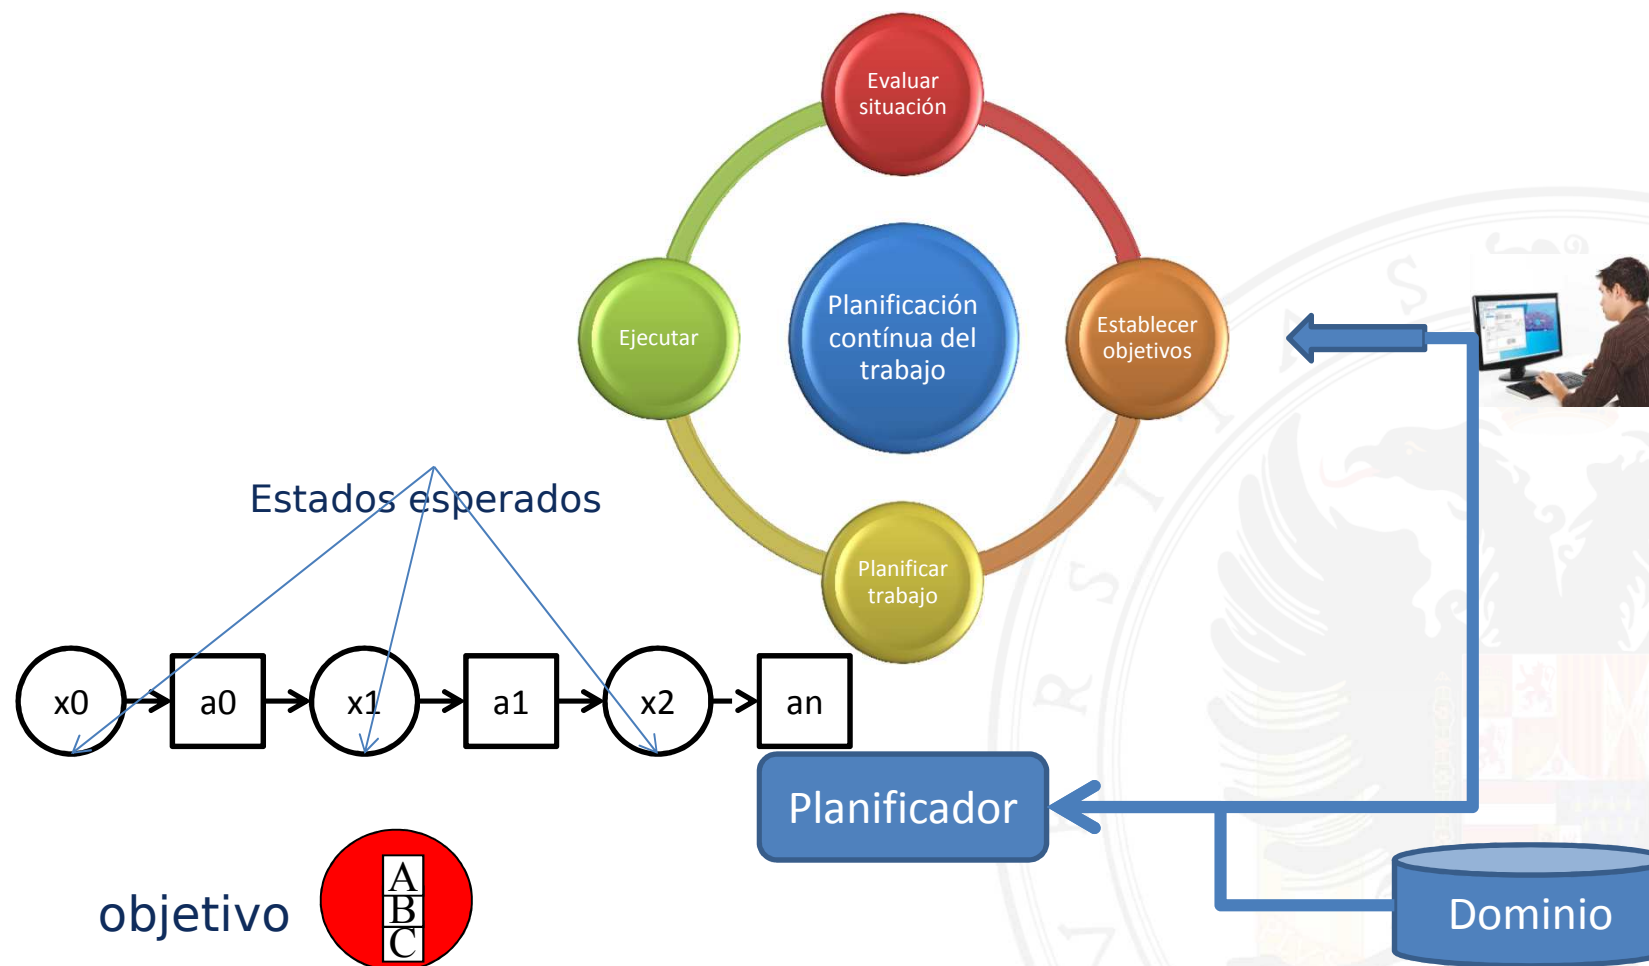 Evaluar
situación
Planificación
contínua del
trabajo
Ejecutar
Establecer
objetivos
Estados esperados
Planificar
trabajo
x0
a0
x1
a1
x2
an
Planificador
objetivo
A
B
C
Dominio